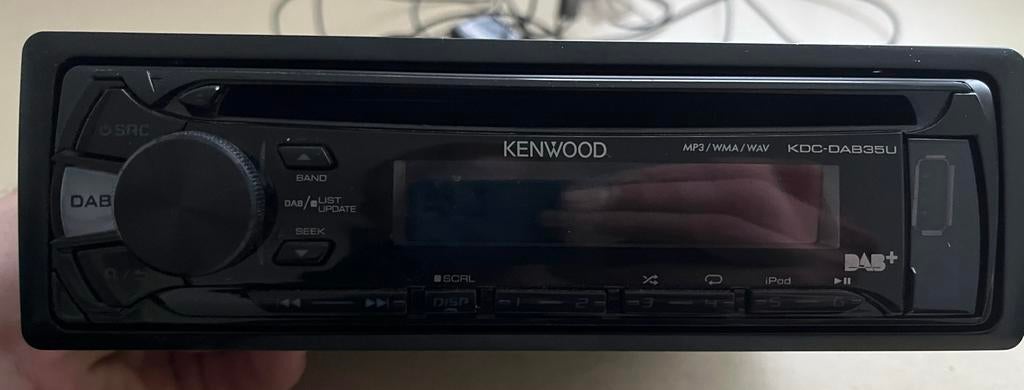 SRC
DAB
BAND
DAB/ LIST
UPDATE
SEEK
KENWOOD
MP3/WMA/WAV
KDC-DAB35U
DAB+
SCRL
iPod
DISP
1
2
3
4
5
6